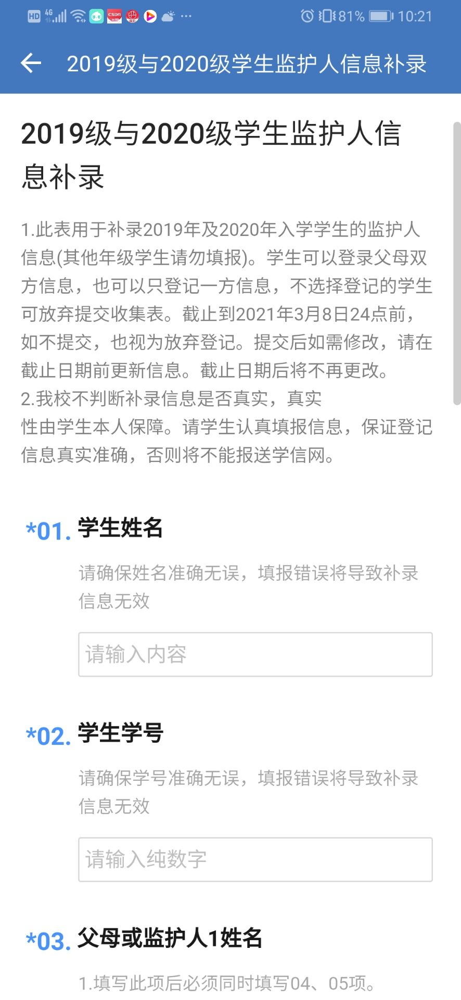 HD 4G CSDN 81% 10:21
2019级与2020级学生监护人信息补录
2019级与2020级学生监护人信
息补录
1.此表用于补录2019年及2020年入学学生的监护人
信息(其他年级学生请勿填报)。学生可以登录父母双
方信息，也可以只登记一方信息，不选择登记的学生
可放弃提交收集表。截止到2021年3月8日24点前，
如不提交，也视为放弃登记。提交后如需修改，请在
截止日期前更新信息。截止日期后将不再更改。
2.我校不判断补录信息是否真实，真实
性由学生本人保障。请学生认真填报信息，保证登记
信息真实准确，否则将不能报送学信网。
*01. 学生姓名
请确保姓名准确无误，填报错误将导致补录
信息无效
请输入内容
*02. 学生学号
请确保学号准确无误，填报错误将导致补录
信息无效
请输入纯数字
*03. 父母或监护人1姓名
1.填写此项后必须同时填写04、05项。